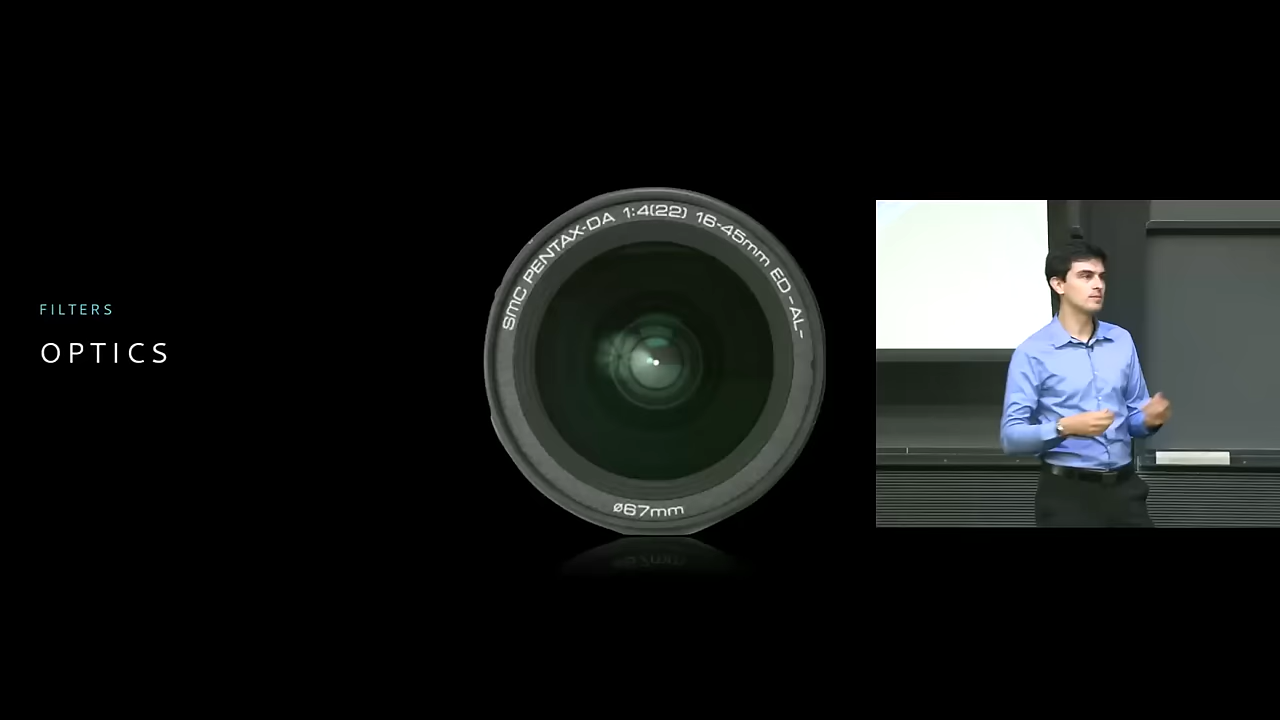 FILTERS
OPTICS
SMC PENTAX-DA 1:4(22) 16-45mm ED-AL-
ø67mm